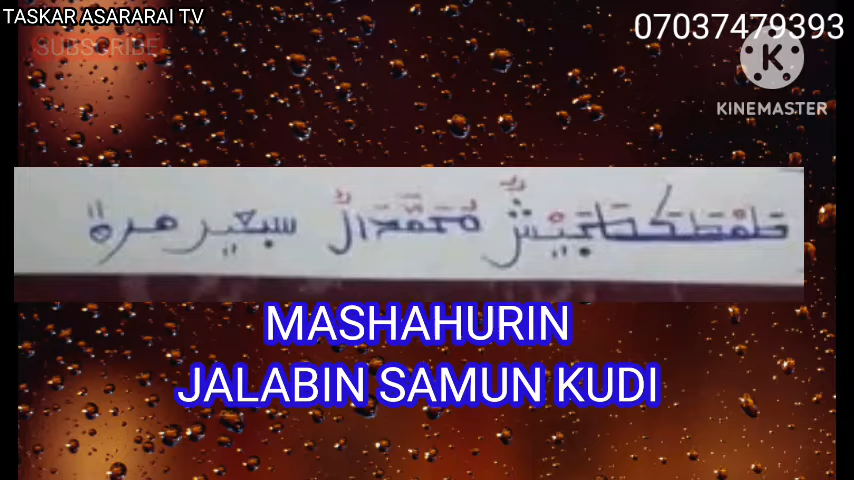 TASKAR ASARARAI TV
07037479393
SUBSCRIBE
KINEMASTER
سبعين مرة
MASHAHURIN
JALABIN SAMUN KUDI